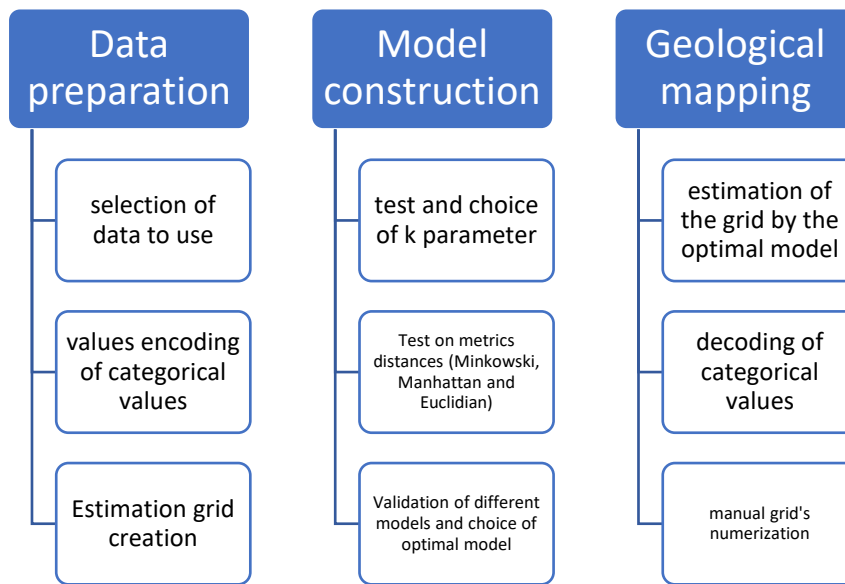 Data
preparation
selection of
data to use
values encoding
of categorical
values
Estimation grid
creation
Model
construction
test and choice
of k parameter
Test on metrics
distances (Minkowski,
Manhattan and
Euclidian)
Validation of different
models and choice of
optimal model
Geological
mapping
estimation of
the grid by the
optimal model
decoding of
categorical
values
manual grid's
numerization